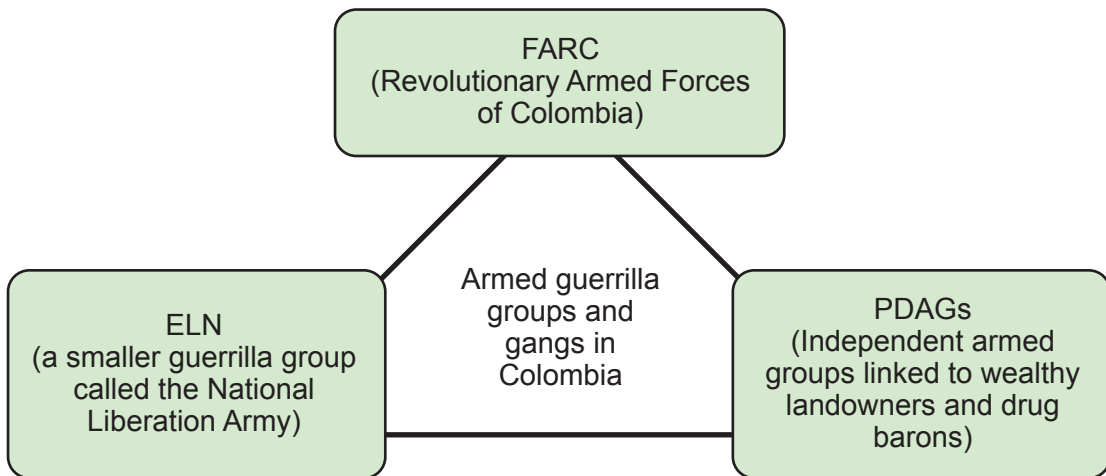 FARC
(Revolutionary Armed Forces
of Colombia)
Armed guerrilla
groups and
gangs in
Colombia
ELN
(a smaller guerrilla group
called the National
Liberation Army)
PDAGs
(Independent armed
groups linked to wealthy
landowners and drug
barons)